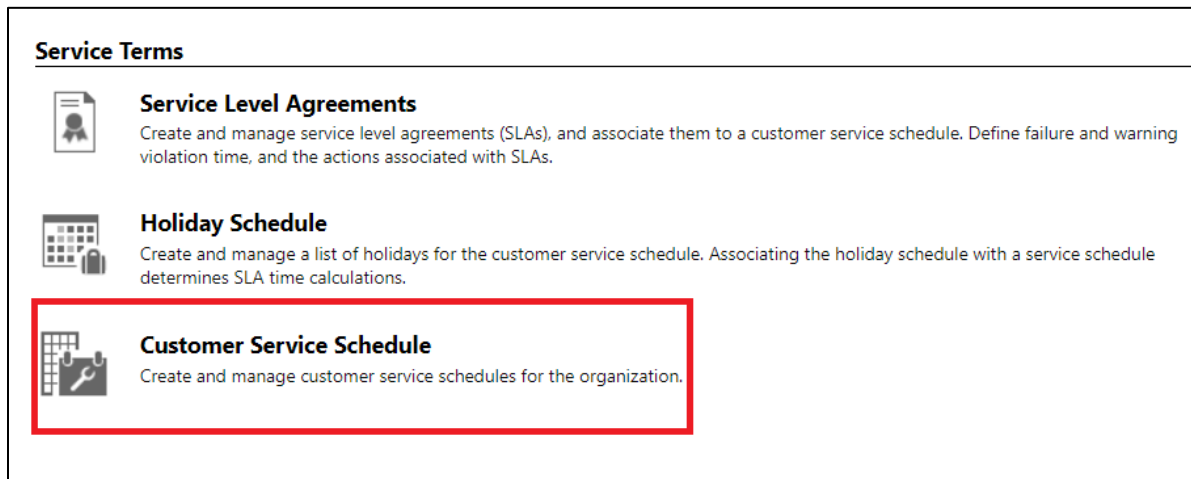 Service Terms
Service Level Agreements
Create and manage service level agreements (SLAs), and associate them to a customer service schedule. Define failure and warning
violation time, and the actions associated with SLAs.
Holiday Schedule
Create and manage a list of holidays for the customer service schedule. Associating the holiday schedule with a service schedule
determines SLA time calculations.
Customer Service Schedule
Create and manage customer service schedules for the organization.